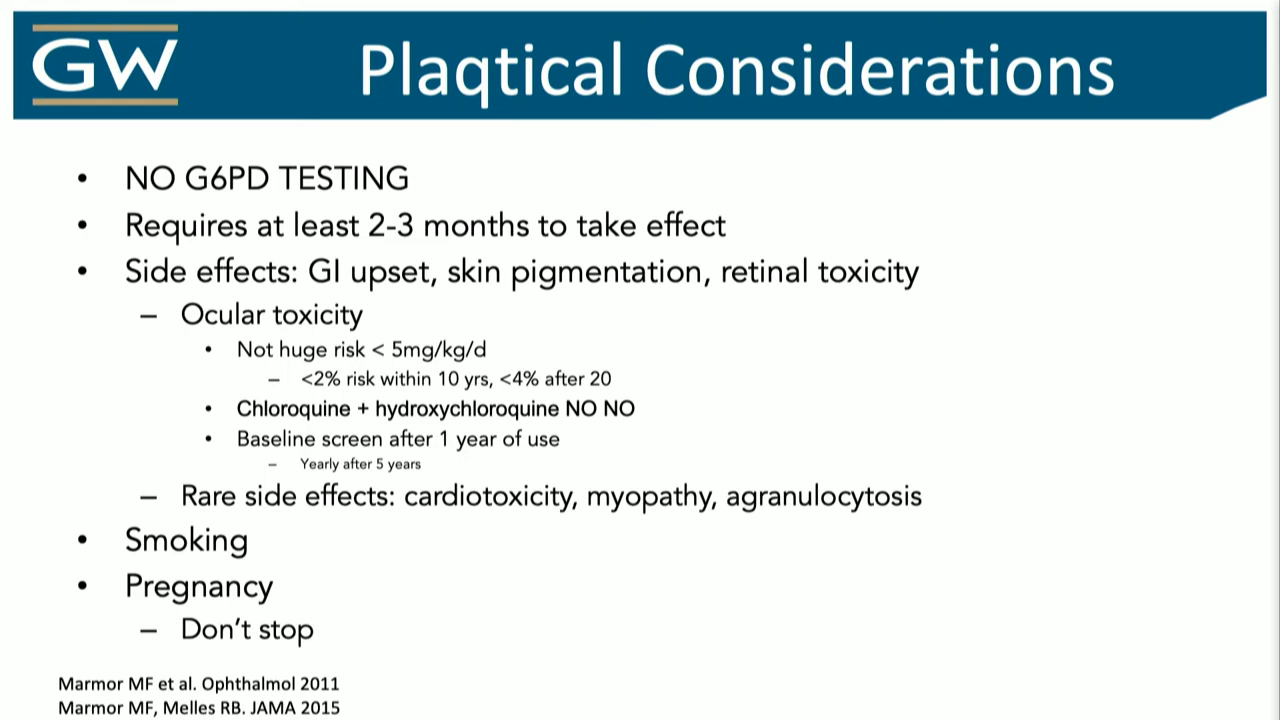 GW
Plaqtical Considerations
• NO G6PD TESTING
• Requires at least 2-3 months to take effect
• Side effects: GI upset, skin pigmentation, retinal toxicity
– Ocular toxicity
• Not huge risk < 5mg/kg/d
– <2% risk within 10 yrs, <4% after 20
• Chloroquine + hydroxychloroquine NO NO
• Baseline screen after 1 year of use
– Yearly after 5 years
– Rare side effects: cardiotoxicity, myopathy, agranulocytosis
• Smoking
• Pregnancy
– Don't stop
Marmor MF et al. Ophthalmol 2011
Marmor MF, Melles RB. JAMA 2015